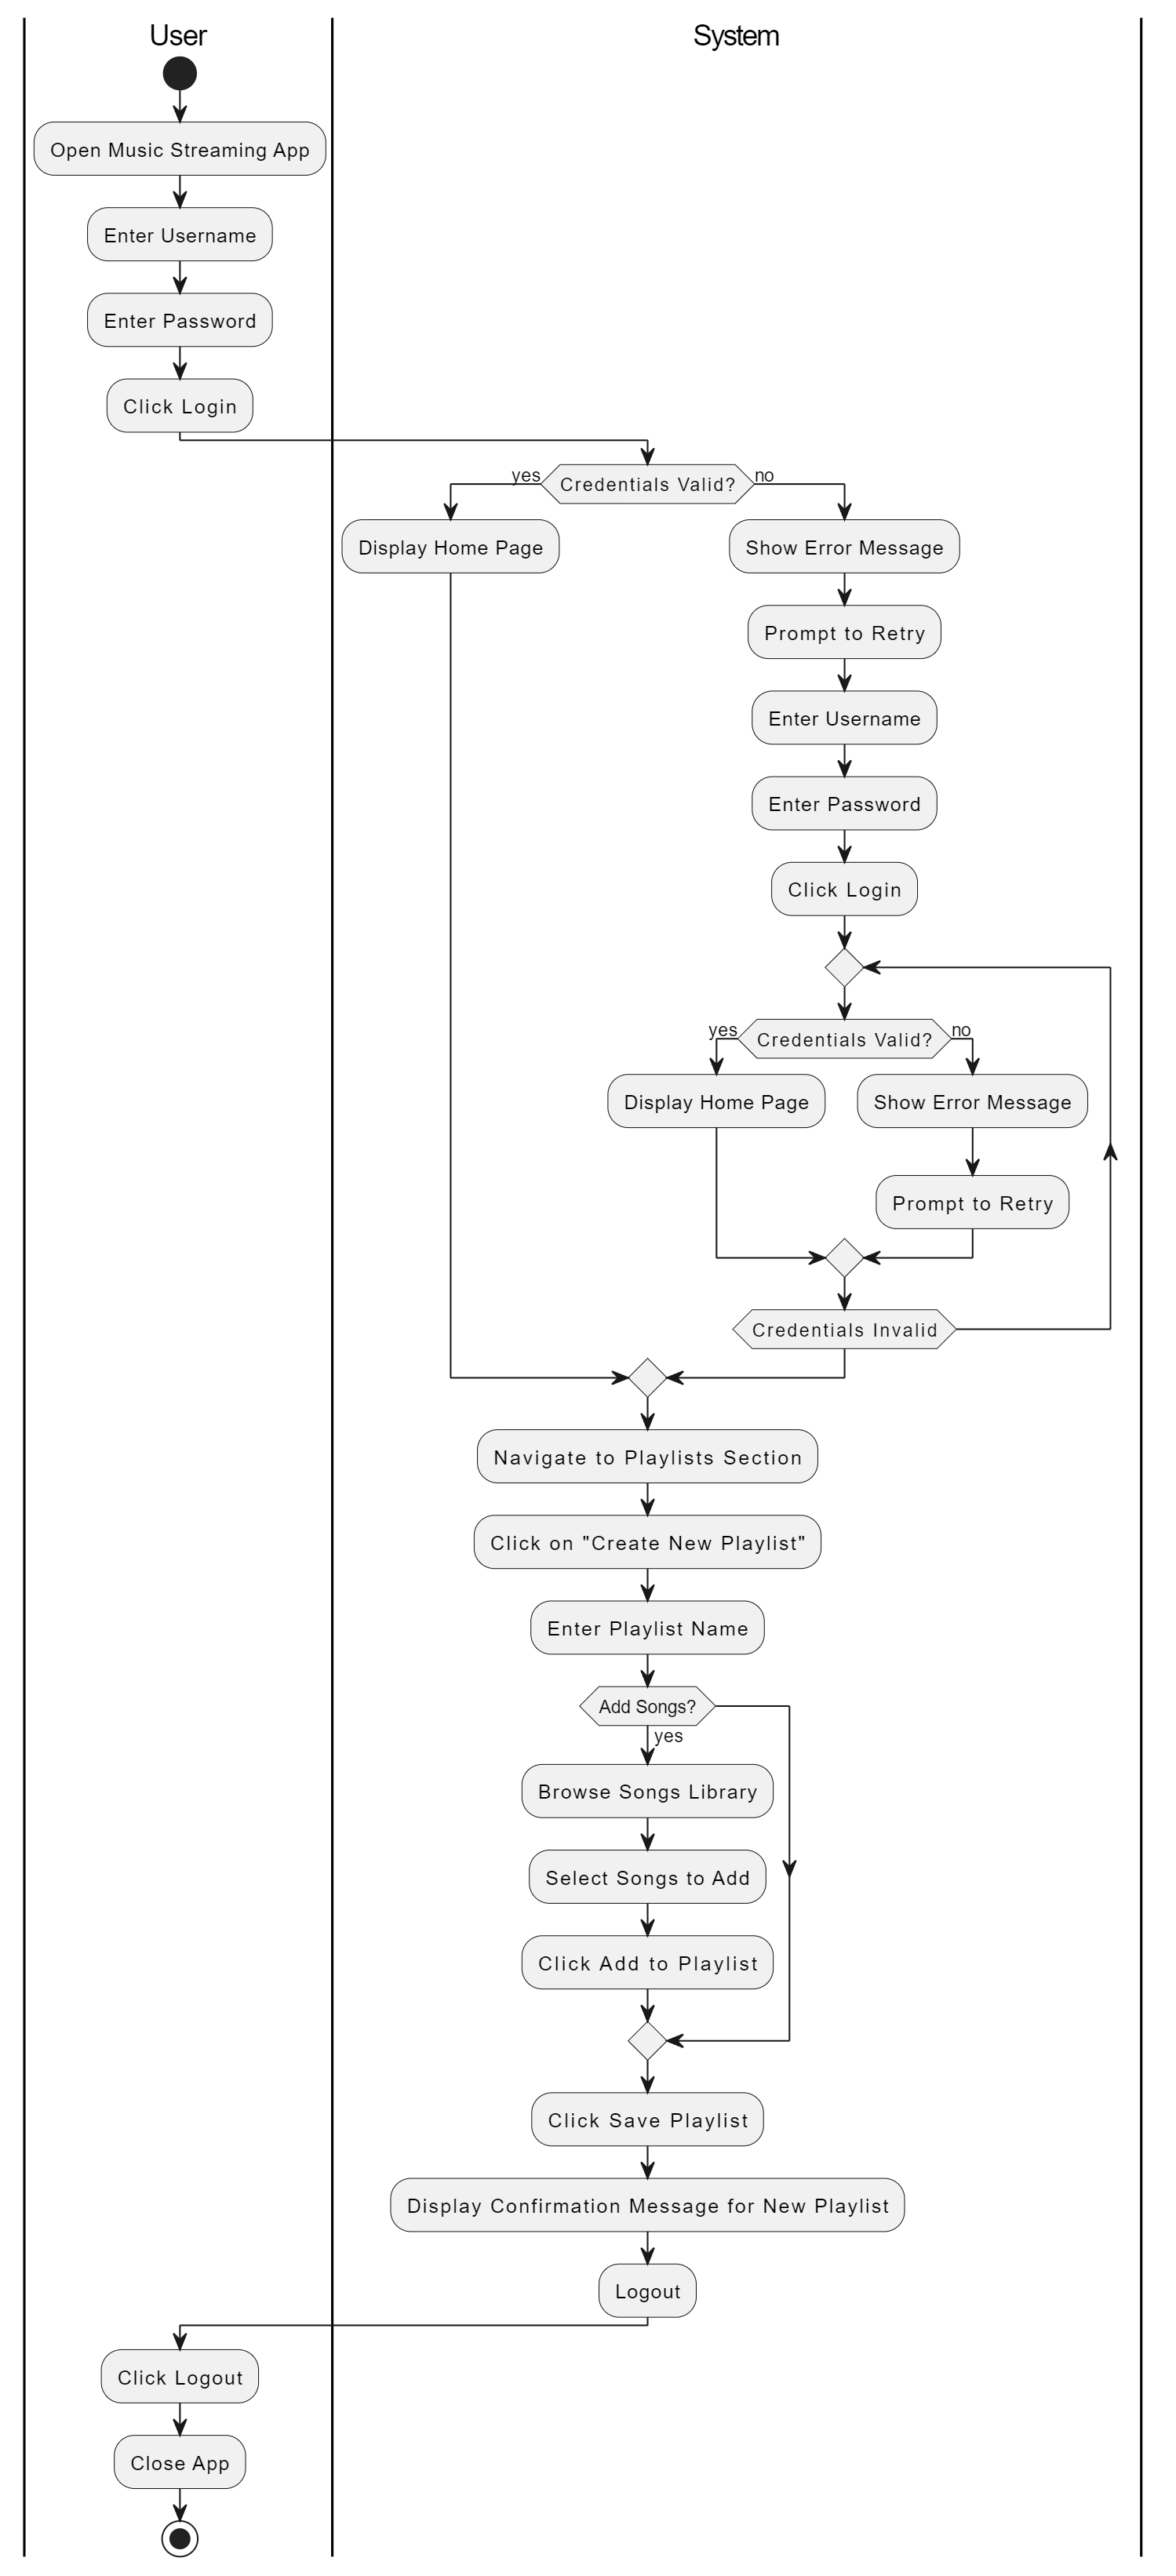 User
System
Open Music Streaming App
Enter Username
Enter Password
Click Login
yes
Credentials Valid?
no
Display Home Page
Show Error Message
Prompt to Retry
Enter Username
Enter Password
Click Login
yes
Credentials Valid?
no
Display Home Page
Show Error Message
Prompt to Retry
Credentials Invalid
Navigate to Playlists Section
Click on "Create New Playlist"
Enter Playlist Name
Add Songs?
yes
Browse Songs Library
Select Songs to Add
Click Add to Playlist
Click Save Playlist
Display Confirmation Message for New Playlist
Logout
Click Logout
Close App